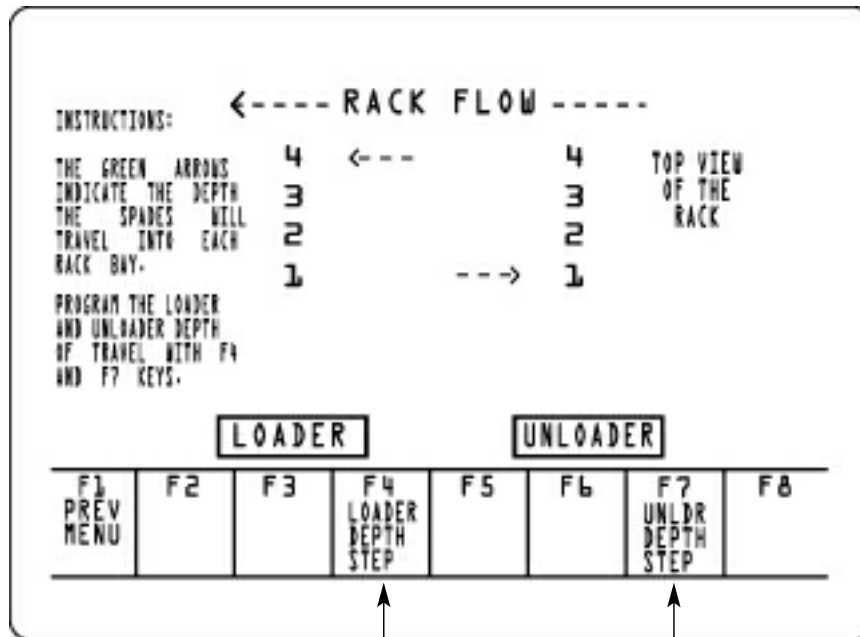 <---- RACK FLOW -----
INSTRUCTIONS:
THE GREEN ARROWS
INDICATE THE DEPTH
THE SPADES WILL
TRAVEL INTO EACH
RACK BAY.
PROGRAM THE LOADER
AND UNLOADER DEPTH
OF TRAVEL WITH F4
AND F7 KEYS.
4 <--- 4
3 3
2 2
1 ---> 1
TOP VIEW
OF THE
RACK
LOADER
UNLOADER
F1
PREV
MENU
F2
F3
F4
LOADER
DEPTH
STEP
F5
F6
F7
UNLDR
DEPTH
STEP
F8